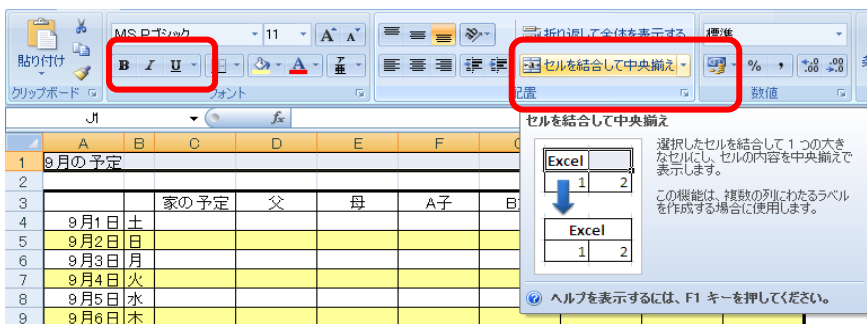 MS Pゴシック 11 A A 折り返して全体を表示する 標準
貼り付け B I U A 亜 セルを結合して中央揃え % , .0 .00 .00 .0
クリップボード フォント 配置 数値
J1 fx セルを結合して中央揃え
A B C D E F
1 9月の予定
2
3 家の予定 父 母 A子
4 9月1日 土
5 9月2日 日
6 9月3日 月
7 9月4日 火
8 9月5日 水
9 9月6日 木
Excel
1 2
Excel
1 2
選択したセルを結合して 1 つの大き
なセルにし、セルの内容を中央揃えで
表示します。
この機能は、複数の列にわたるラベル
を作成する場合に使用します。
ヘルプを表示するには、F1 キーを押してください。